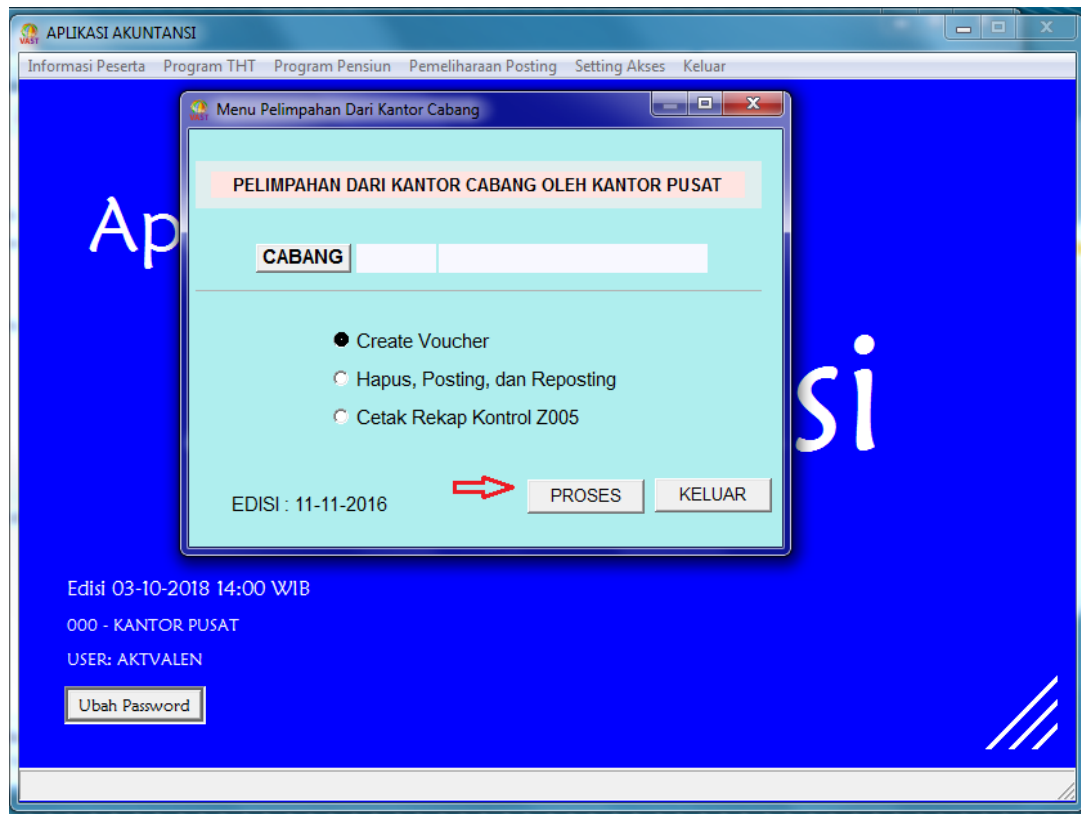 VAST APLIKASI AKUNTANSI
Informasi Peserta Program THT Program Pensiun Pemeliharaan Posting Setting Akses Keluar
VAST Menu Pelimpahan Dari Kantor Cabang
PELIMPAHAN DARI KANTOR CABANG OLEH KANTOR PUSAT
Ap
CABANG
Create Voucher
Hapus, Posting, dan Reposting
si
Cetak Rekap Kontrol Z005
EDISI : 11-11-2016
PROSES
KELUAR
Edisi 03-10-2018 14:00 WIB
000 - KANTOR PUSAT
USER: AKTVALEN
Ubah Password